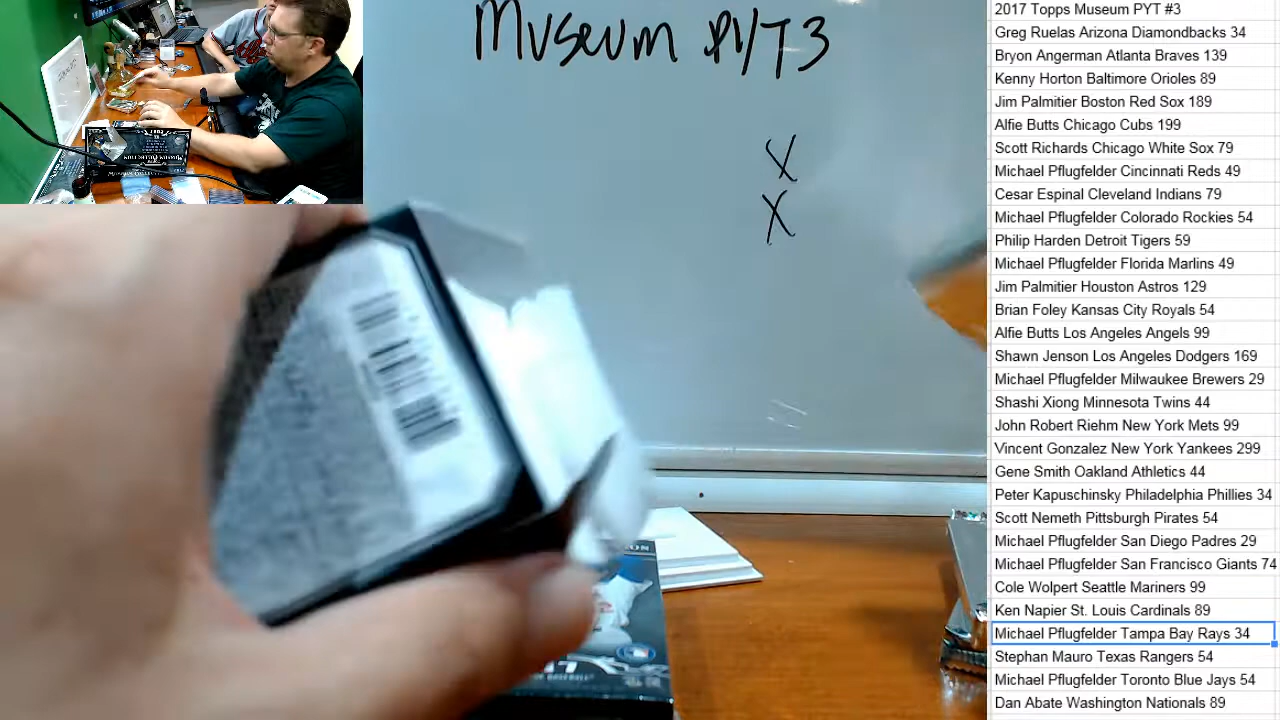 Museum PYT 3
X
X
2017 Topps Museum PYT #3
Greg Ruelas Arizona Diamondbacks 34
Bryon Angerman Atlanta Braves 139
Kenny Horton Baltimore Orioles 89
Jim Palmitier Boston Red Sox 189
Alfie Butts Chicago Cubs 199
Scott Richards Chicago White Sox 79
Michael Pflugfelder Cincinnati Reds 49
Cesar Espinal Cleveland Indians 79
Michael Pflugfelder Colorado Rockies 54
Philip Harden Detroit Tigers 59
Michael Pflugfelder Florida Marlins 49
Jim Palmitier Houston Astros 129
Brian Foley Kansas City Royals 54
Alfie Butts Los Angeles Angels 99
Shawn Jenson Los Angeles Dodgers 169
Michael Pflugfelder Milwaukee Brewers 29
Shashi Xiong Minnesota Twins 44
John Robert Riehm New York Mets 99
Vincent Gonzalez New York Yankees 299
Gene Smith Oakland Athletics 44
Peter Kapuschinsky Philadelphia Phillies 34
Scott Nemeth Pittsburgh Pirates 54
Michael Pflugfelder San Diego Padres 29
Michael Pflugfelder San Francisco Giants 74
Cole Wolpert Seattle Mariners 99
Ken Napier St. Louis Cardinals 89
Michael Pflugfelder Tampa Bay Rays 34
Stephan Mauro Texas Rangers 54
Michael Pflugfelder Toronto Blue Jays 54
Dan Abate Washington Nationals 89